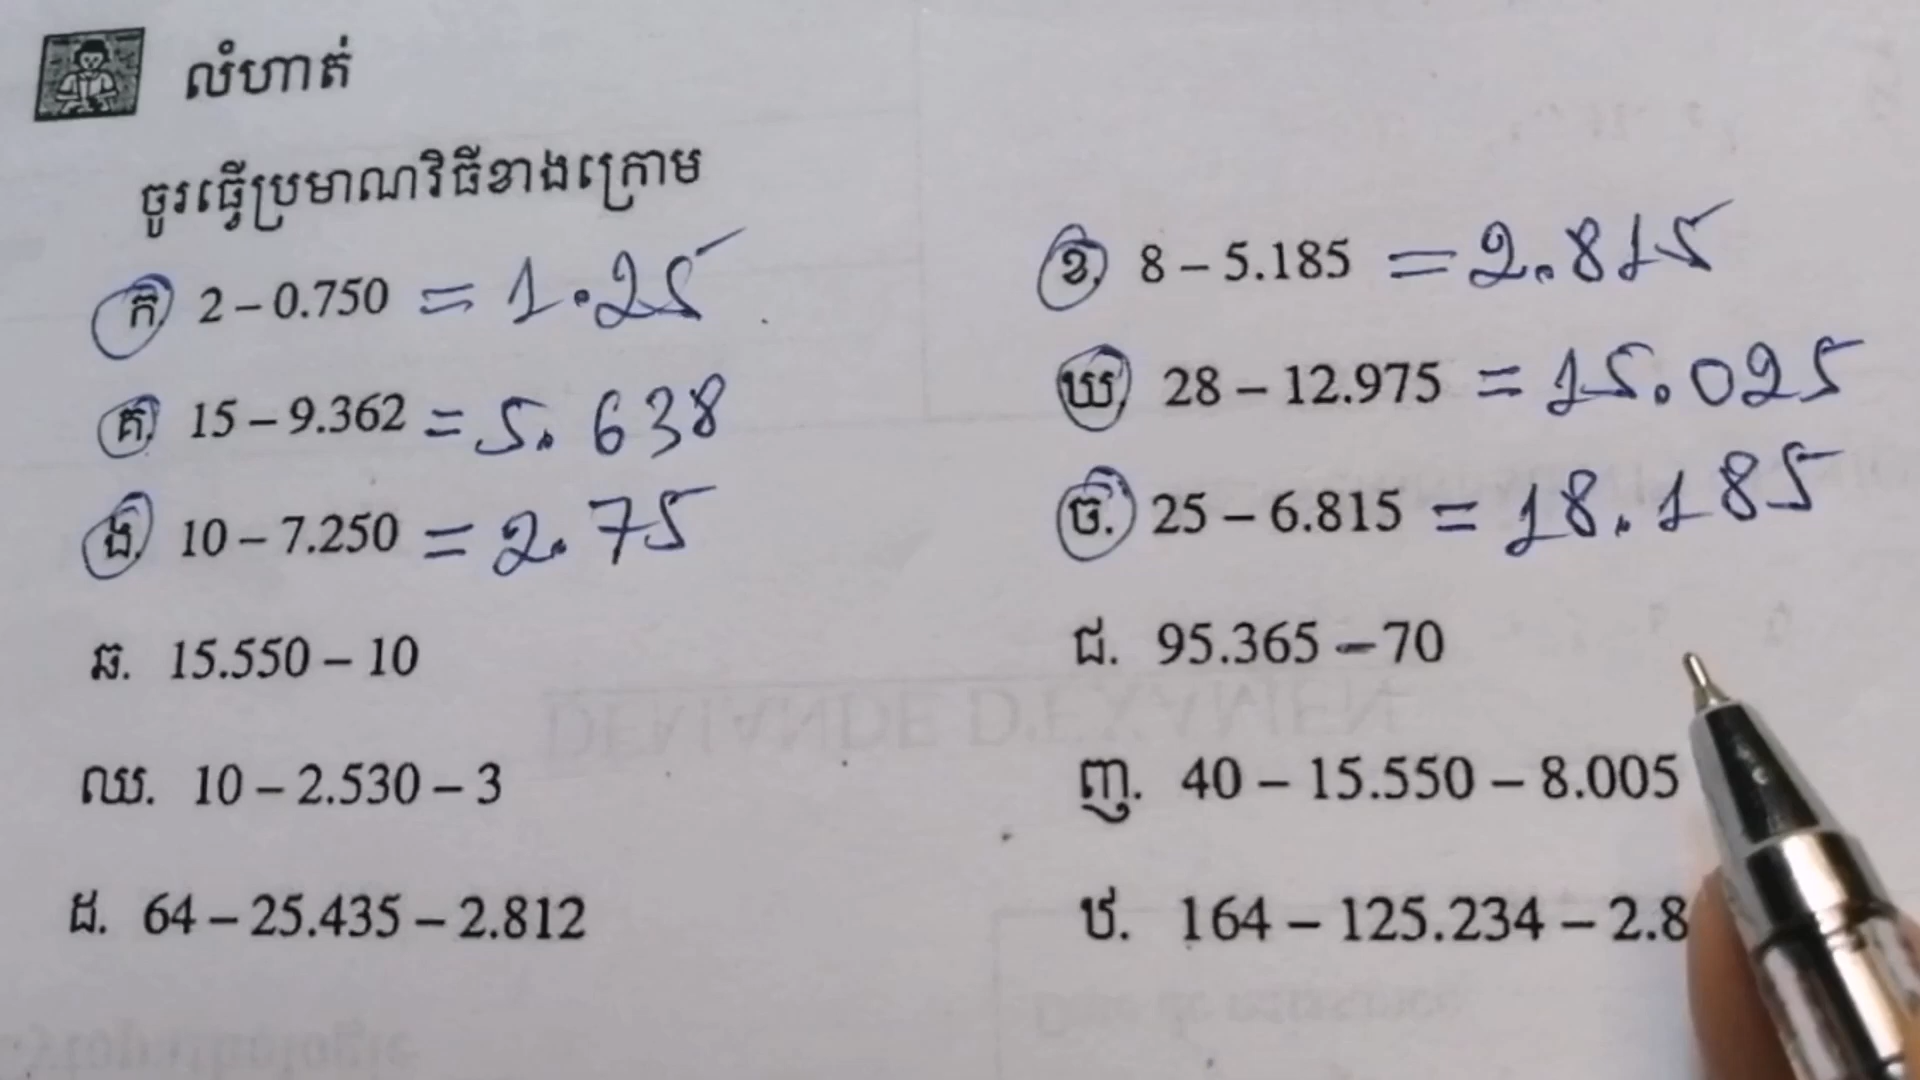 លំហាត់
ចូរធ្វើប្រមាណវិធីខាងក្រោម
ក. 2 – 0.750 = 1.25
ខ. 8 – 5.185 = 2.815
គ. 15 – 9.362 = 5.638
ឃ. 28 – 12.975 = 15.025
ង. 10 – 7.250 = 2.75
ច. 25 – 6.815 = 18.185
ឆ. 15.550 – 10
ជ. 95.365 – 70
ឈ. 10 – 2.530 – 3
ញ. 40 – 15.550 – 8.005
ដ. 64 – 25.435 – 2.812
ឋ. 164 – 125.234 – 2.8
DEMANDE D'EXAMEN